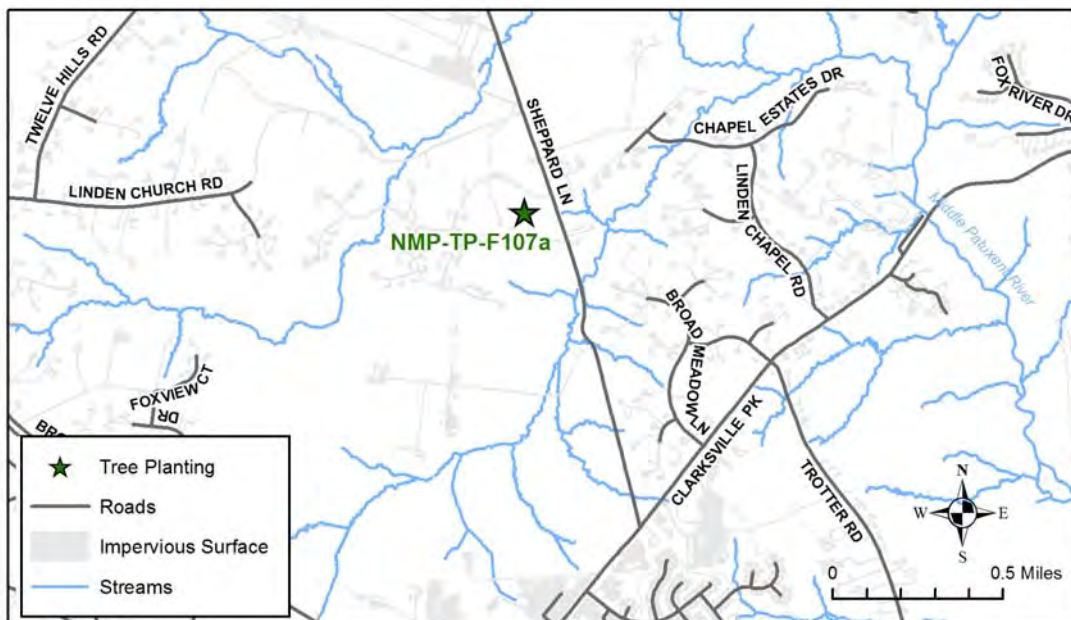 TWELVE HILLS RD
LINDEN CHURCH RD
SHEPPARD LN
CHAPEL ESTATES DR
FOX RIVER DR
LINDEN CHAPEL RD
NMP-TP-F107a
Middle Patuxent River
BROAD MEADOW LN
FOXVIEW CT
DR
BRO
CLARKSVILLE PK
TROTTER RD
Tree Planting
Roads
Impervious Surface
Streams
N
W
E
S
0
0.5 Miles